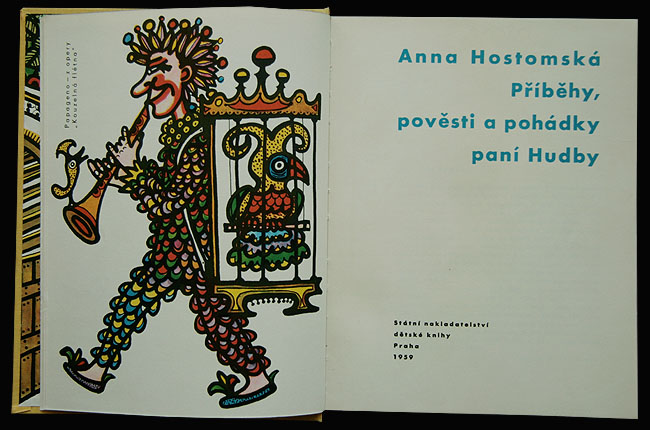 Papageno – z opery
„Kouzelná flétna"
Anna Hostomská
Příběhy,
pověsti a pohádky
paní Hudby
Státní nakladatelství
dětské knihy
Praha
1959